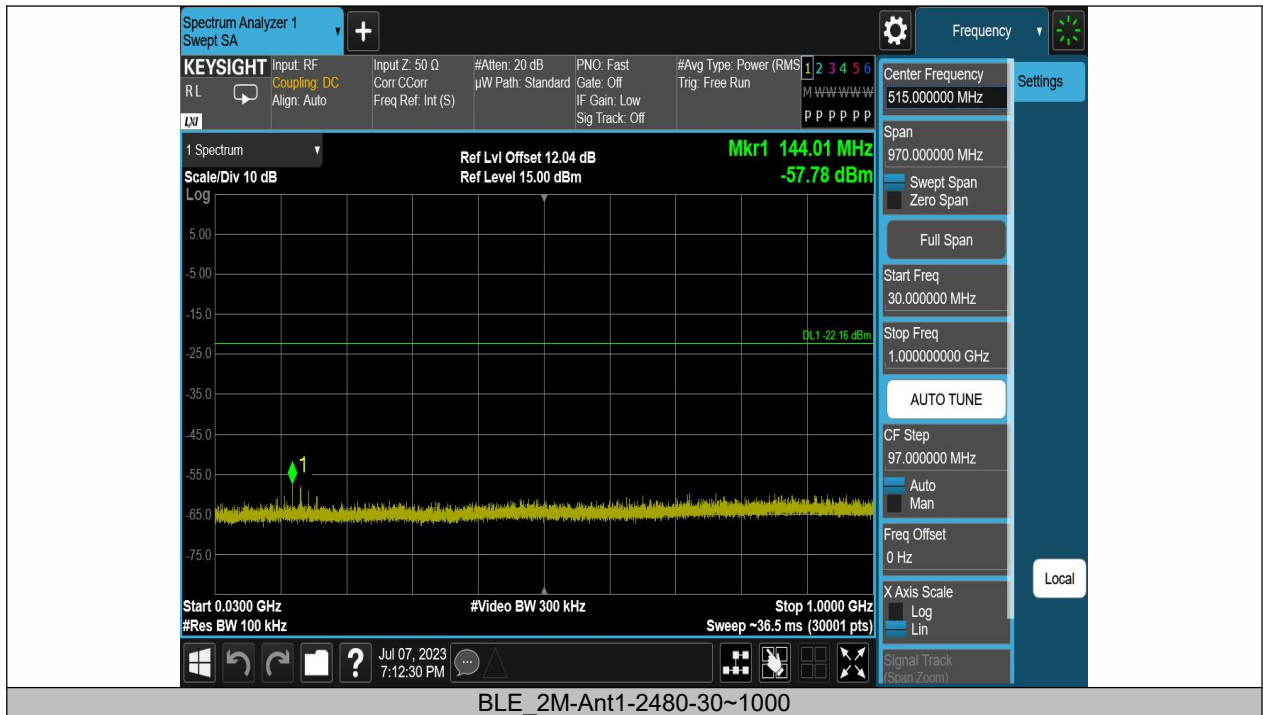 Spectrum Analyzer 1
Swept SA
+
Frequency
KEYSIGHT
RL
LXI
Input: RF
Coupling: DC
Align: Auto
Input Z: 50 Ω
Corr CCorr
Freq Ref: Int (S)
#Atten: 20 dB
µW Path: Standard
PNO: Fast
Gate: Off
IF Gain: Low
Sig Track: Off
#Avg Type: Power (RMS
Trig: Free Run
1 2 3 4 5 6
M W W W W W
P P P P P P
1 Spectrum
Scale/Div 10 dB
Log
Ref Lvl Offset 12.04 dB
Ref Level 15.00 dBm
Mkr1 144.01 MHz
-57.78 dBm
5.00
-5.00
-15.0
DL1 -22.16 dBm
-25.0
-35.0
-45.0
1
-55.0
-65.0
-75.0
Start 0.0300 GHz
#Res BW 100 kHz
#Video BW 300 kHz
Stop 1.0000 GHz
Sweep ~36.5 ms (30001 pts)
?
Jul 07, 2023
7:12:30 PM
Center Frequency
515.000000 MHz
Settings
Span
970.000000 MHz
Swept Span
Zero Span
Full Span
Start Freq
30.000000 MHz
Stop Freq
1.000000000 GHz
AUTO TUNE
CF Step
97.000000 MHz
Auto
Man
Freq Offset
0 Hz
X Axis Scale
Log
Lin
Local
Signal Track
(Span Zoom)
BLE_2M-Ant1-2480-30~1000